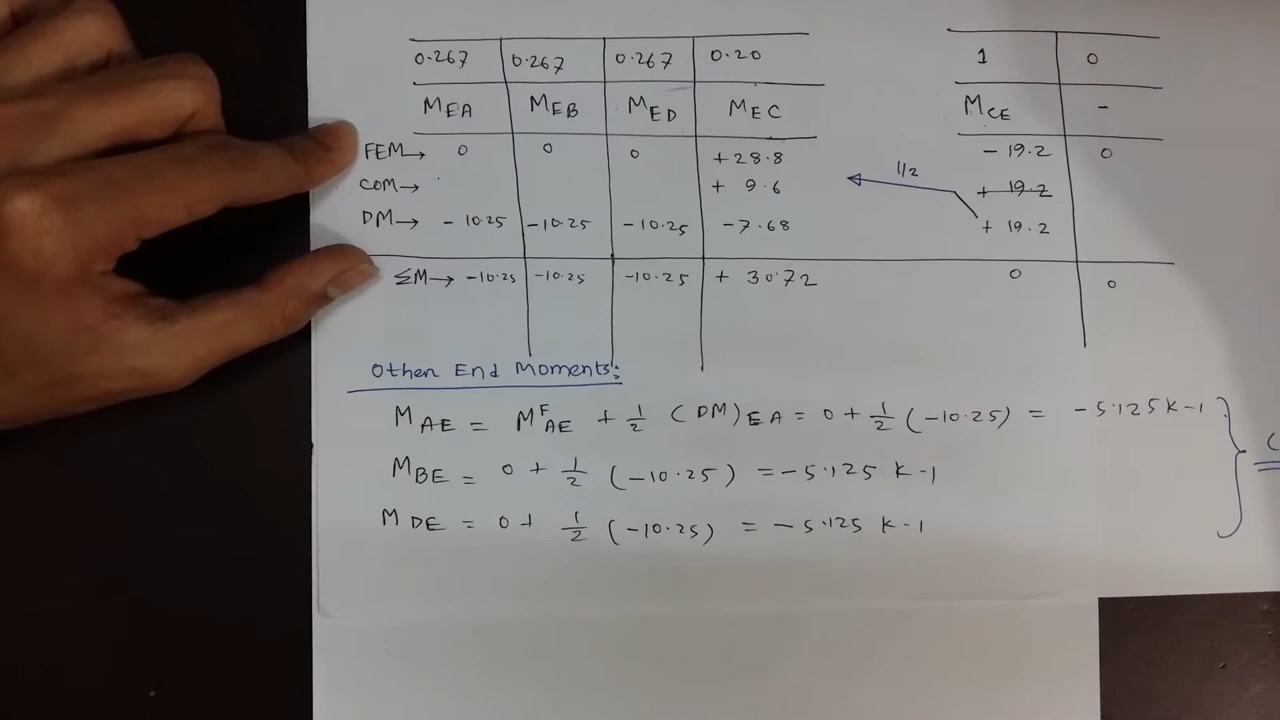 0.267 0.267 0.267 0.20 1 0
MEA MEB MED MEC MCE -
FEM→ 0 0 0 +28.8 - 19.2 0
COM→ + 9.6 1/2 + 19.2
DM→ - 10.25 -10.25 -10.25 -7.68 + 19.2
ΣM→ -10.25 -10.25 -10.25 + 30.72 0 0
Other End Moments:
MAE = MFAE + 1/2 (DM)EA = 0 + 1/2 (-10.25) = -5.125 K-1
MBE = 0 + 1/2 (-10.25) = -5.125 K-1
MDE = 0 + 1/2 (-10.25) = -5.125 K-1